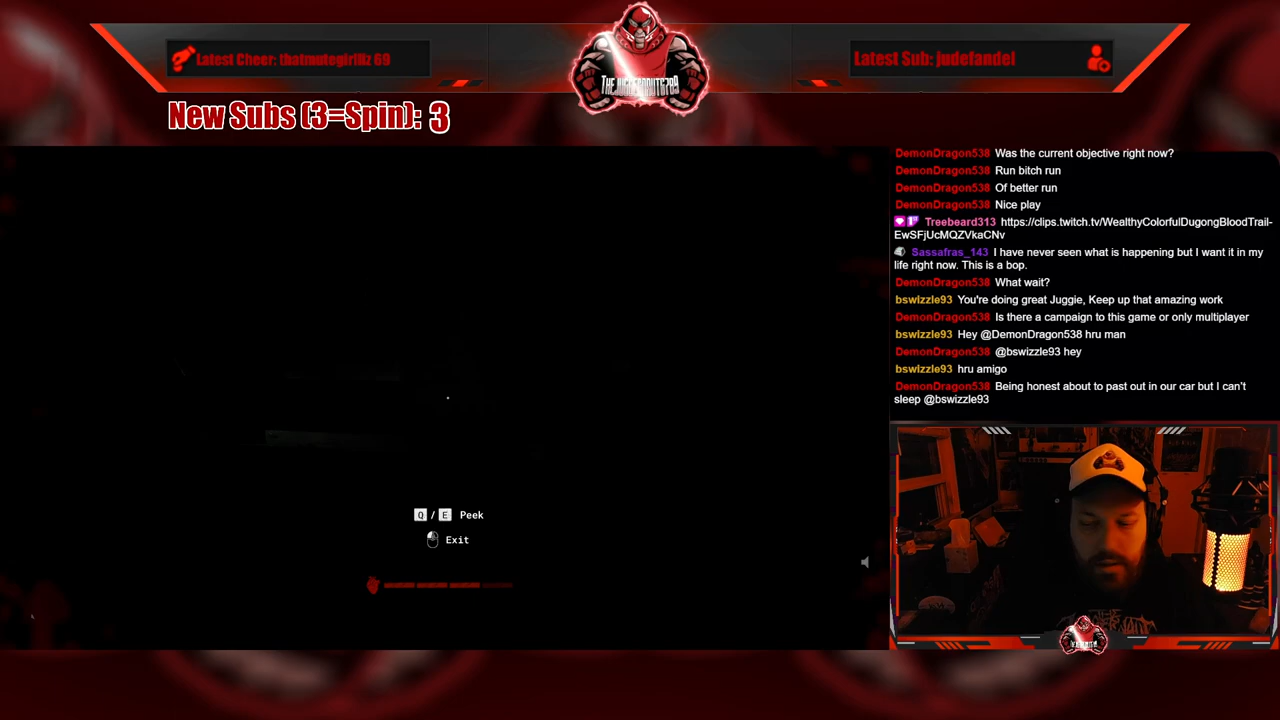 Latest Cheer: thatmutegirlliz 69
THEJUGGERNAUT6789
Latest Sub: judefandel
New Subs (3=Spin): 3
DemonDragon538 Was the current objective right now?
DemonDragon538 Run bitch run
DemonDragon538 Of better run
DemonDragon538 Nice play
Treebeard313 https://clips.twitch.tv/WealthyColorfulDugongBloodTrail-
EwSFjUcMQZVkaCNv
Sassafras_143 I have never seen what is happening but I want it in my
life right now. This is a bop.
DemonDragon538 What wait?
bswizzle93 You're doing great Juggie, Keep up that amazing work
DemonDragon538 Is there a campaign to this game or only multiplayer
bswizzle93 Hey @DemonDragon538 hru man
DemonDragon538 @bswizzle93 hey
bswizzle93 hru amigo
DemonDragon538 Being honest about to past out in our car but I can't
sleep @bswizzle93
Q / E Peek
Exit